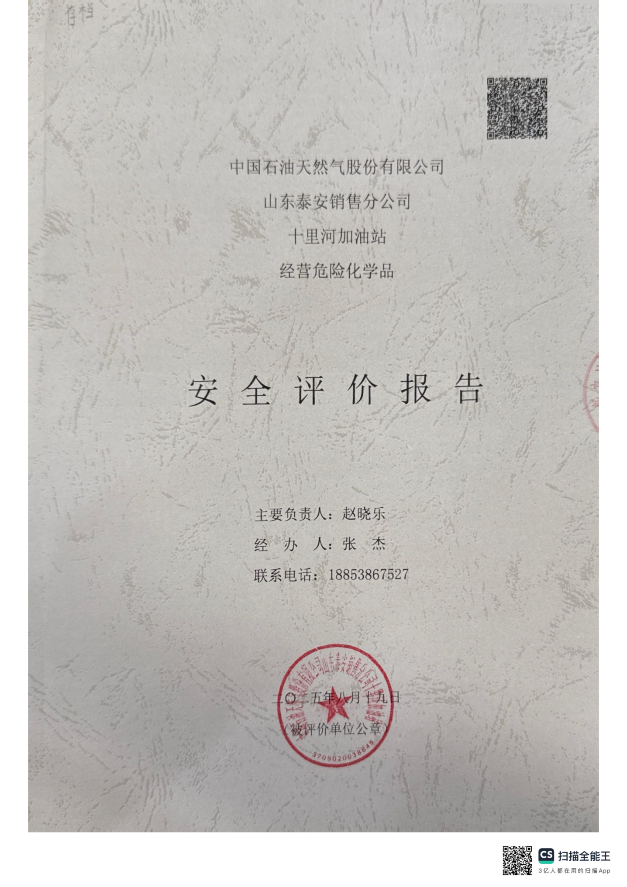 存档
中国石油天然气股份有限公司
山东泰安销售分公司
十里河加油站
经营危险化学品
安全评价报告
主要负责人：赵晓乐
经 办 人：张 杰
联系电话：18853867527
二〇二五年八月十九日
（被评价单位公章）
CS 扫描全能王
3亿人都在用的扫描App